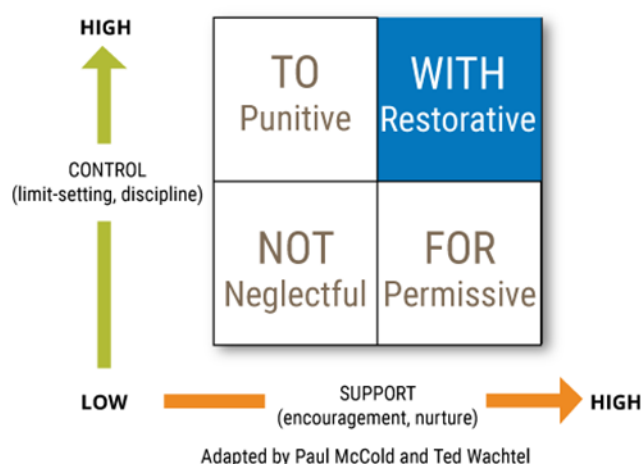 HIGH
TO
Punitive
WITH
Restorative
CONTROL
(limit-setting, discipline)
NOT
Neglectful
FOR
Permissive
LOW
SUPPORT
(encouragement, nurture)
HIGH
Adapted by Paul McCold and Ted Wachtel